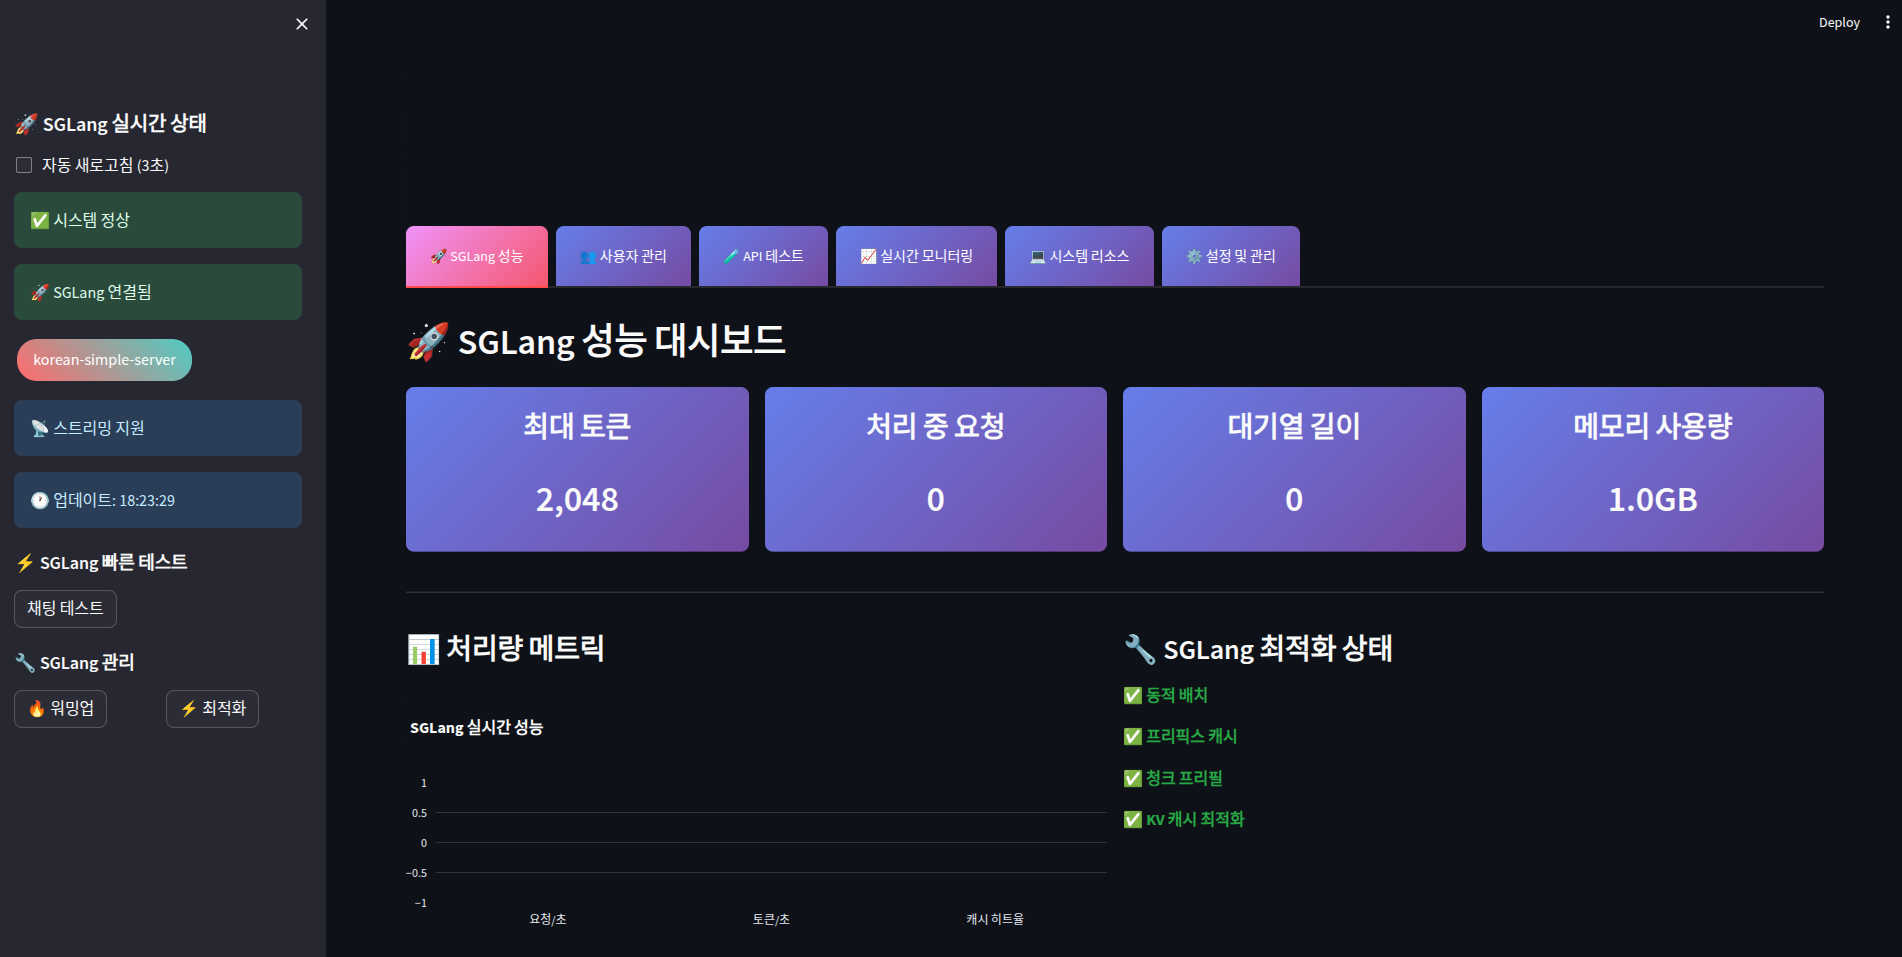 Deploy
🚀 SGLang 실시간 상태
자동 새로고침 (3초)
✅ 시스템 정상
🚀 SGLang 연결됨
korean-simple-server
📡 스트리밍 지원
🕐 업데이트: 18:23:29
⚡ SGLang 빠른 테스트
채팅 테스트
🔧 SGLang 관리
🔥 워밍업
⚡ 최적화
🚀 SGLang 성능
👥 사용자 관리
🧪 API 테스트
📈 실시간 모니터링
💻 시스템 리소스
⚙️ 설정 및 관리
🚀 SGLang 성능 대시보드
최대 토큰
2,048
처리 중 요청
0
대기열 길이
0
메모리 사용량
1.0GB
📊 처리량 메트릭
SGLang 실시간 성능
1
0.5
0
−0.5
−1
요청/초
토큰/초
캐시 히트율
🔧 SGLang 최적화 상태
✅ 동적 배치
✅ 프리픽스 캐시
✅ 청크 프리필
✅ KV 캐시 최적화